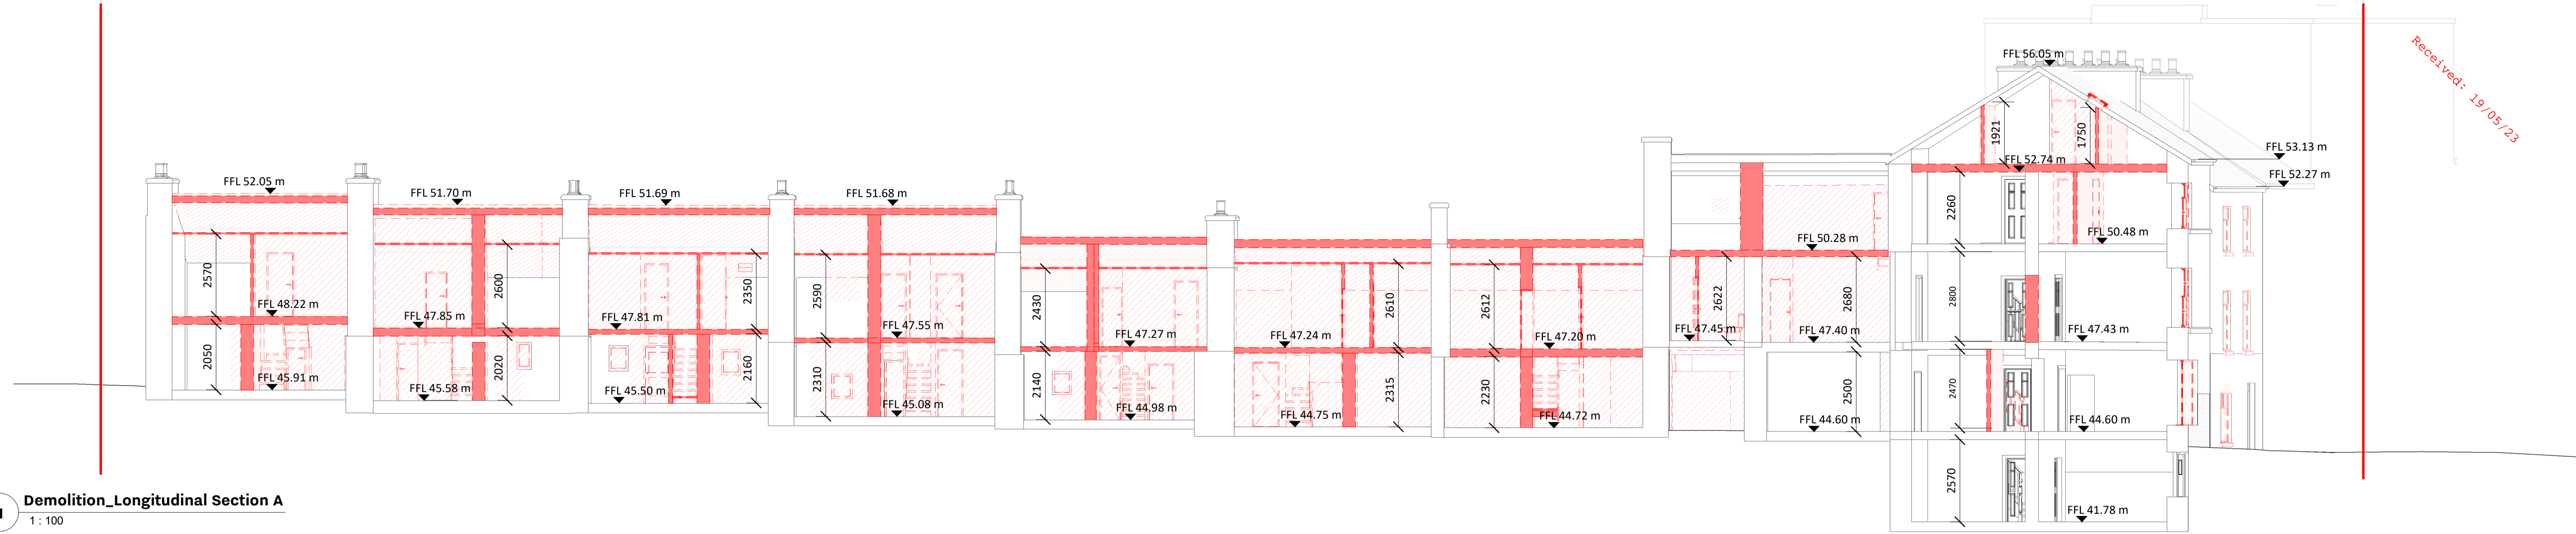 FFL 56.05 m
Received: 19/05/23
1921
1750
FFL 53.13 m
FFL 52.74 m
FFL 52.27 m
FFL 52.05 m
FFL 51.70 m
FFL 51.69 m
FFL 51.68 m
2260
FFL 50.48 m
FFL 50.28 m
2570
2600
2350
2590
2430
2610
2612
2622
2680
2800
FFL 48.22 m
FFL 47.85 m
FFL 47.81 m
FFL 47.55 m
FFL 47.27 m
FFL 47.24 m
FFL 47.20 m
FFL 47.45 m
FFL 47.40 m
FFL 47.43 m
2050
2020
2160
2310
2140
2315
2230
2500
2470
FFL 45.91 m
FFL 45.58 m
FFL 45.50 m
FFL 45.08 m
FFL 44.98 m
FFL 44.75 m
FFL 44.72 m
FFL 44.60 m
FFL 44.60 m
2570
FFL 41.78 m
Demolition_Longitudinal Section A
1 : 100